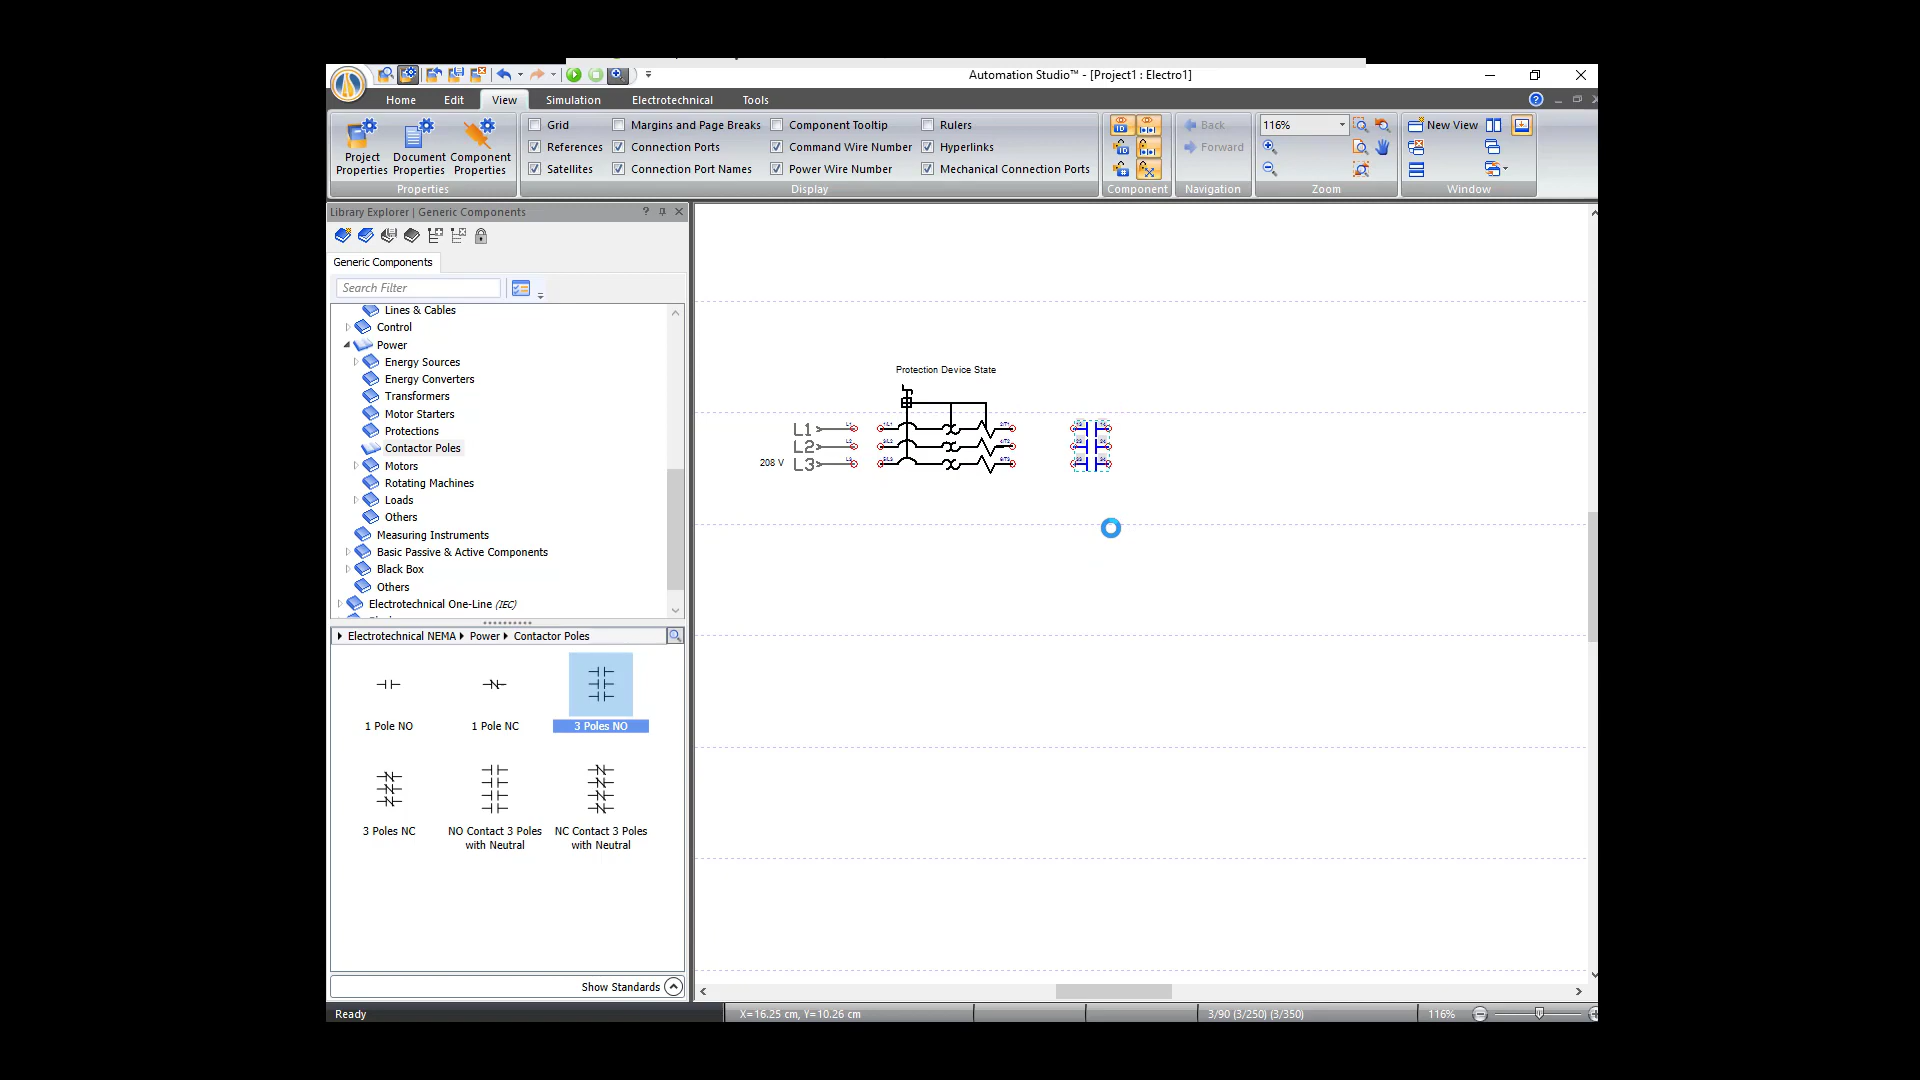 Automation Studio™ - [Project1 : Electro1]
Home Edit View Simulation Electrotechnical Tools
Grid Margins and Page Breaks Component Tooltip Rulers
116% New View Back
References Connection Ports Command Wire Number Hyperlinks
Forward
Project Properties Document Properties Component Properties
Satellites Connection Port Names Power Wire Number Mechanical Connection Ports
Properties Display Component Navigation Zoom Window
Library Explorer | Generic Components
Generic Components
Search Filter
Lines & Cables
Control
Power
Energy Sources
Energy Converters
Transformers
Motor Starters
Protections
Contactor Poles
Motors
Rotating Machines
Loads
Others
Measuring Instruments
Basic Passive & Active Components
Black Box
Others
Electrotechnical One-Line (IEC)
Electrotechnical NEMA Power Contactor Poles
1 Pole NO 1 Pole NC 3 Poles NO
3 Poles NC NO Contact 3 Poles with Neutral NC Contact 3 Poles with Neutral
Show Standards
Protection Device State
L1
L2
208 V L3
Ready X=16.25 cm, Y=10.26 cm 3/90 (3/250) (3/350) 116%